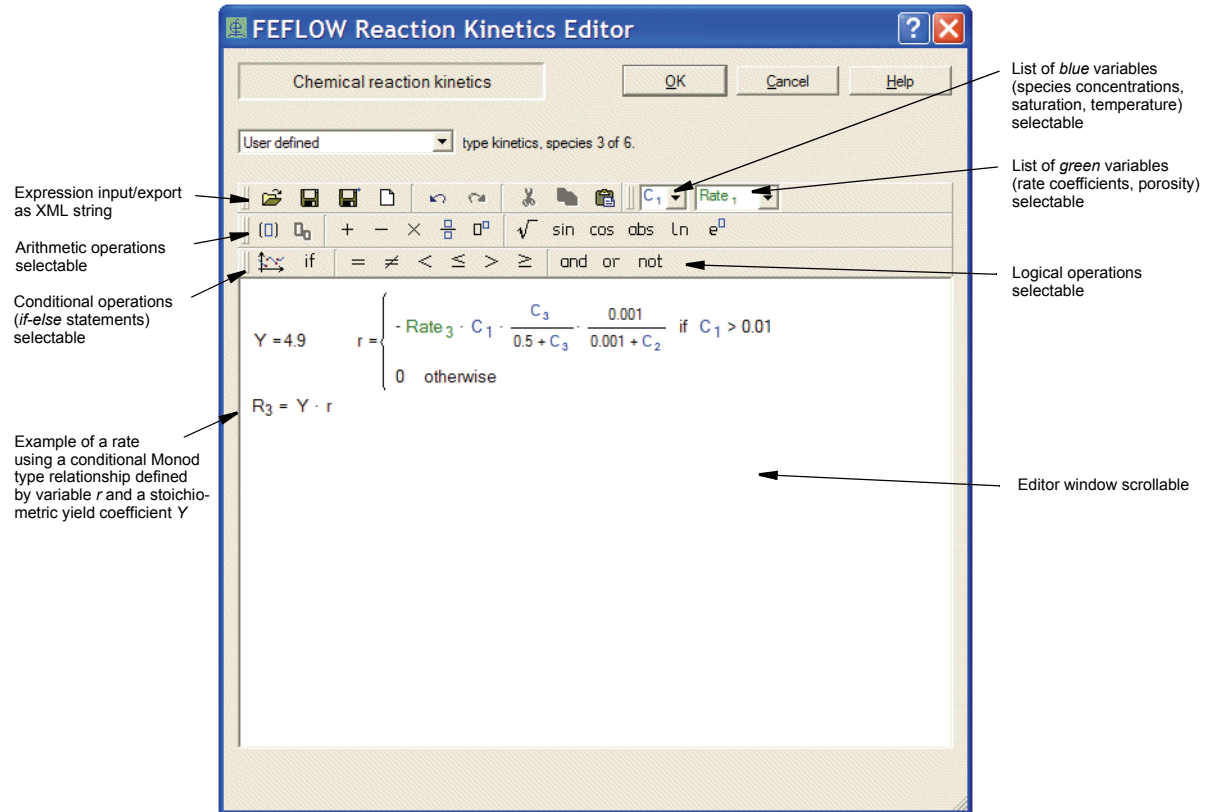 FEFLOW Reaction Kinetics Editor
?
Chemical reaction kinetics
OK
Cancel
Help
User defined
type kinetics, species 3 of 6.
C1
Rate1
(▯) + − × ▯/▯ ▯^▯ √ sin cos abs ln e^▯
if = ≠ < ≤ > ≥ and or not
Y = 4.9 r = { - Rate3 · C1 · C3 / (0.5 + C3) · 0.001 / (0.001 + C2) if C1 > 0.01
0 otherwise
R3 = Y · r
Expression input/export
as XML string
Arithmetic operations
selectable
Conditional operations
(if-else statements)
selectable
Example of a rate
using a conditional Monod
type relationship defined
by variable r and a stoichio-
metric yield coefficient Y
List of blue variables
(species concentrations,
saturation, temperature)
selectable
List of green variables
(rate coefficients, porosity)
selectable
Logical operations
selectable
Editor window scrollable